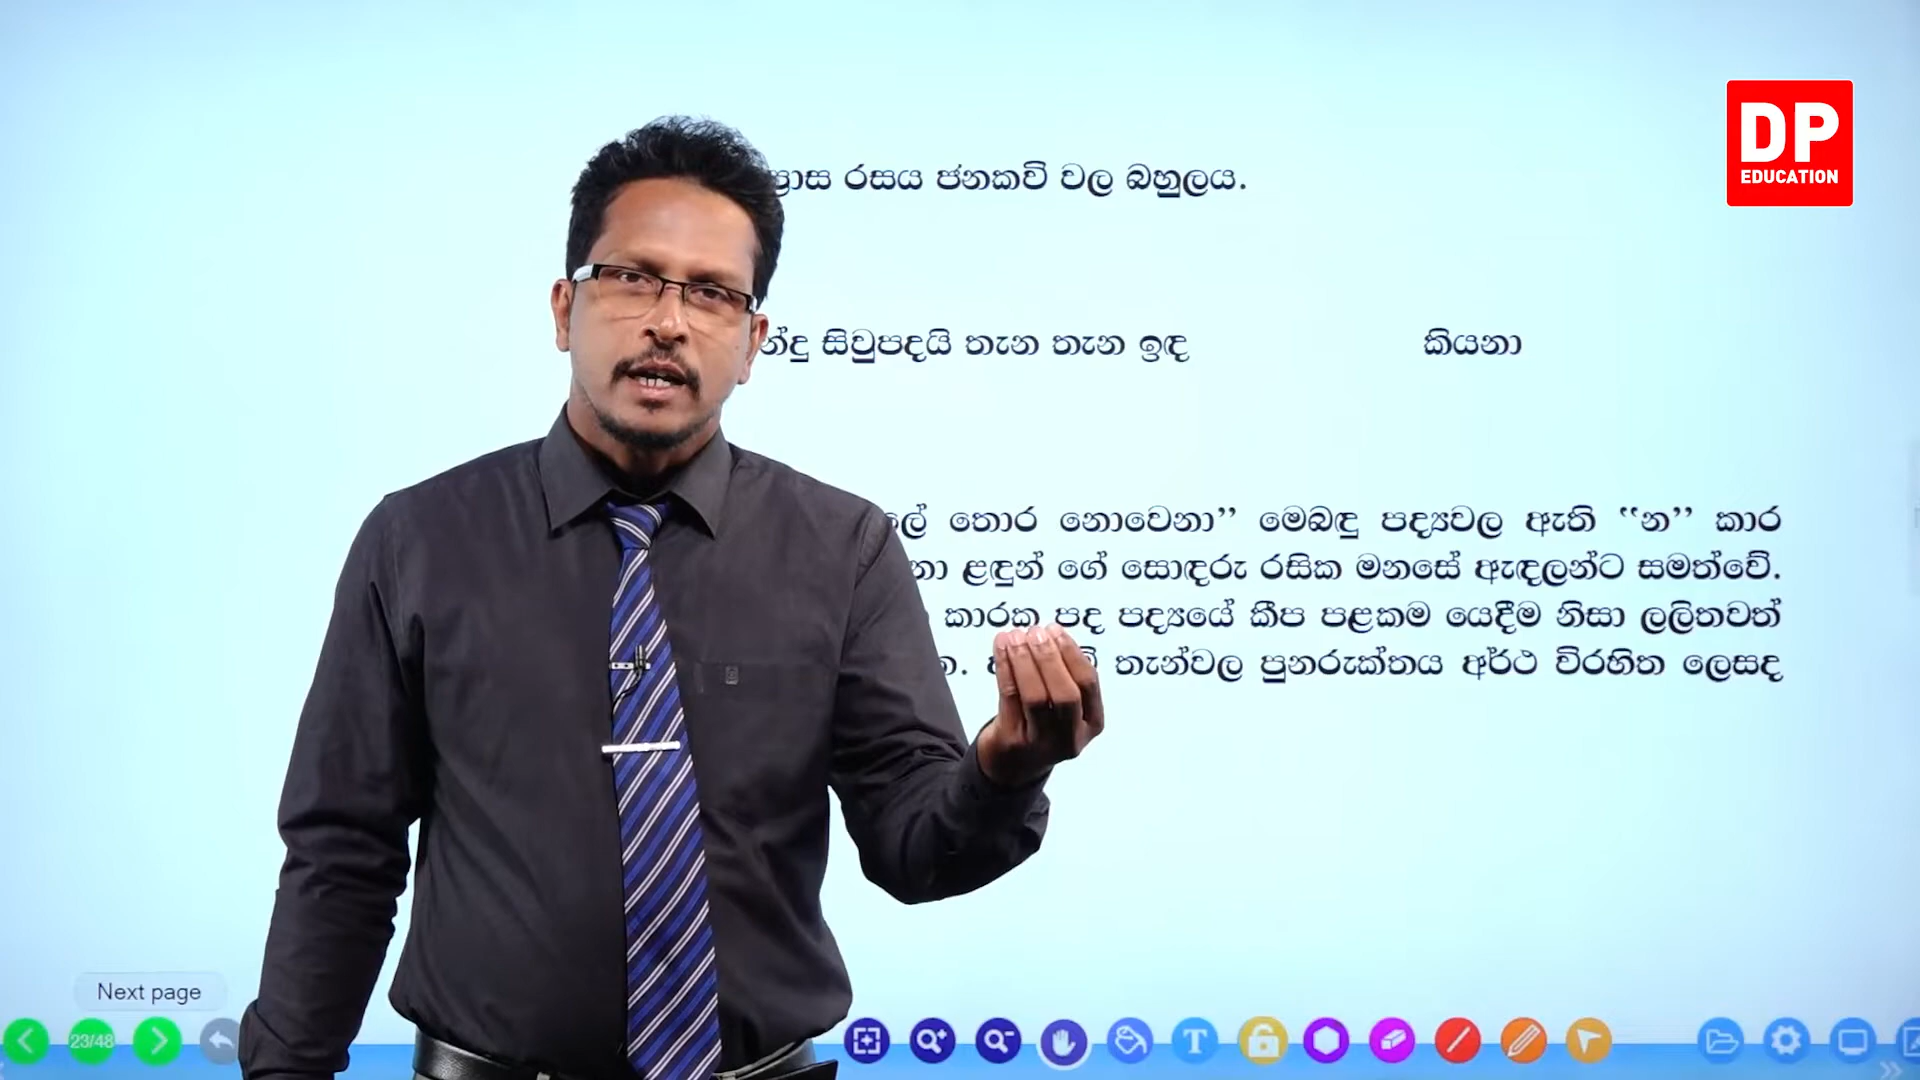 DP
EDUCATION
රසය ජනකවි වල බහුලය.
සිවුපදයි තැන තැන ඉඳ කියනා
තොර නොවෙනා’’ මෙබඳු පද්‍යවල ඇති ‘‘න’’ කාර
ළඳුන් ගේ සොඳරු රසික මනසේ ඇඳලන්ට සමත්වේ.
කාරක පද පද්‍යයේ කීප පළකම යෙදීම නිසා ලලිතවත්
තැන්වල පුනරුක්තය අර්ථ විරහිත ලෙසද
Next page
23/48
T